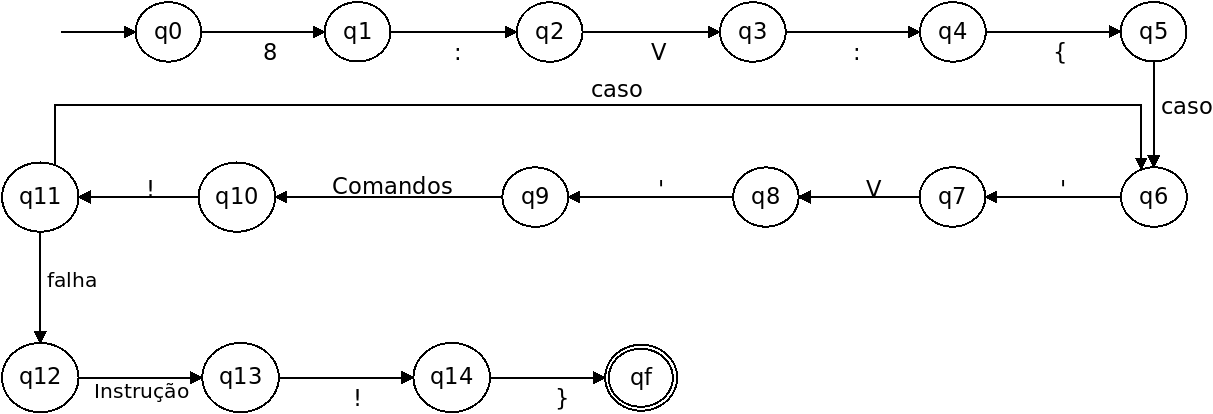 q0 q1 q2 q3 q4 q5
8 : V : {
caso
caso
q11 ! q10 Comandos q9 ' q8 V q7 ' q6
falha
q12 q13 q14 qf
Instrução ! }